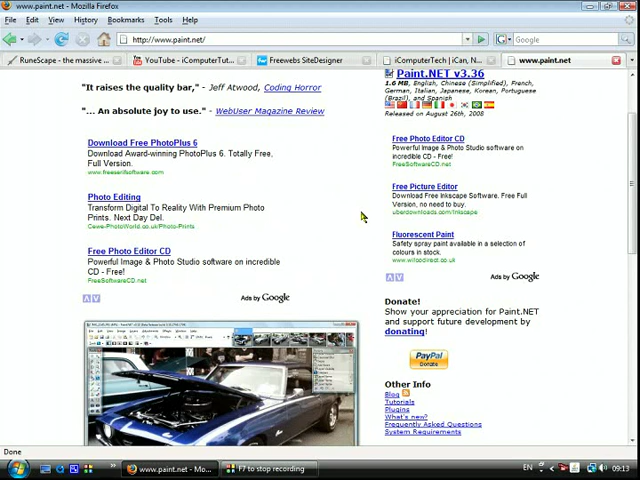 www.paint.net - Mozilla Firefox
File Edit View History Bookmarks Tools Help
http://www.paint.net/
Google
RuneScape - the massive ...
YouTube - iComputerTut...
Freewebs SiteDesigner
iComputerTech | iCan, N...
www.paint.net
"It raises the quality bar," - Jeff Atwood, Coding Horror
"... An absolute joy to use." - WebUser Magazine Review
Download Free PhotoPlus 6
Download Award-winning PhotoPlus 6. Totally Free,
Full Version.
www.freeserifsoftware.com
Photo Editing
Transform Digital To Reality With Premium Photo
Prints. Next Day Del.
Cewe-PhotoWorld.co.uk/Photo-Prints
Free Photo Editor CD
Powerful Image & Photo Studio software on incredible
CD - Free!
FreeSoftwareCD.net
Ads by Google
Paint.NET v3.36
1.6 MB, English, Chinese (Simplified), French,
German, Italian, Japanese, Korean, Portuguese
(Brazil), and Spanish
Released on August 26th, 2008
Free Photo Editor CD
Powerful Image & Photo Studio software on
incredible CD - Free!
FreeSoftwareCD.net
Free Picture Editor
Download Free Inkscape Software. Free Full
Version, no need to buy.
uberdownloads.com/Inkscape
Fluorescent Paint
Safety spray paint available in a selection of
colours in stock.
www.wilcodirect.co.uk
Ads by Google
Donate!
Show your appreciation for Paint.NET
and support future development by
donating!
PayPal
Donate
Other Info
Blog
Tutorials
Plugins
What's new?
Frequently Asked Questions
System Requirements
Done
www.paint.net - Mo...
F7 to stop recording
EN
09:13